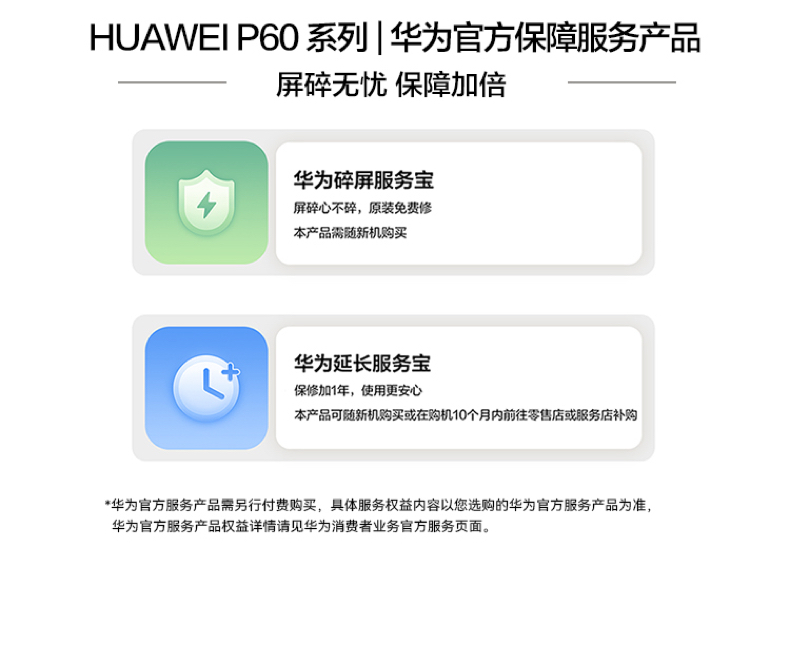 HUAWEI P60 系列 | 华为官方保障服务产品
屏碎无忧 保障加倍
华为碎屏服务宝
屏碎心不碎，原装免费修
本产品需随新机购买
华为延长服务宝
保修加1年，使用更安心
本产品可随新机购买或在购机10个月内前往零售店或服务店补购
*华为官方服务产品需另行付费购买，具体服务权益内容以您选购的华为官方服务产品为准，
华为官方服务产品权益详情请见华为消费者业务官方服务页面。